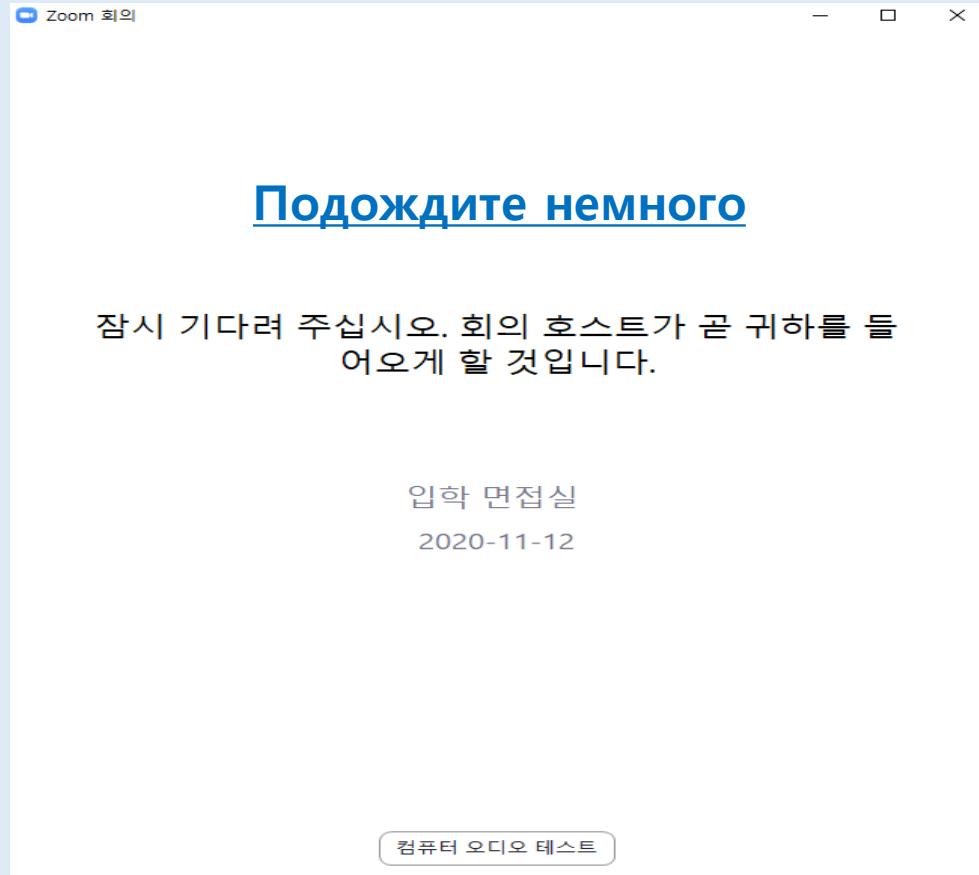 Zoom 회의
Подождите немного
잠시 기다려 주십시오. 회의 호스트가 곧 귀하를 들
어오게 할 것입니다.
입학 면접실
2020-11-12
컴퓨터 오디오 테스트